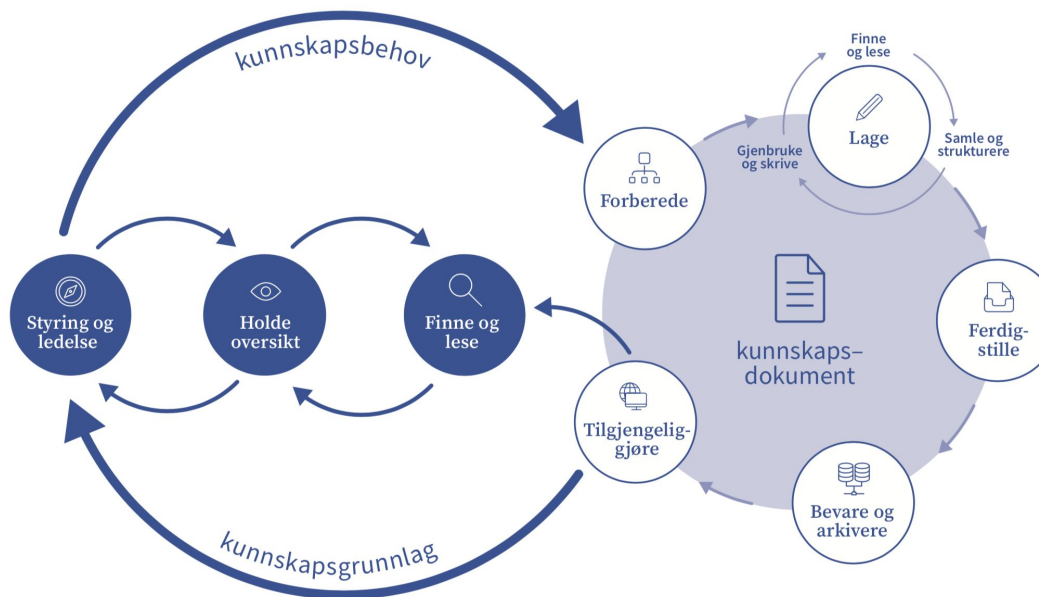 kunnskapsbehov
Styring og
ledelse
Holde
oversikt
Finne og
lese
kunnskapsgrunnlag
Forberede
Finne
og lese
Lage
Samle og
strukturere
Gjenbruke
og skrive
Ferdig-
stille
Bevare og
arkivere
Tilgjengelig-
gjøre
kunnskaps–
dokument